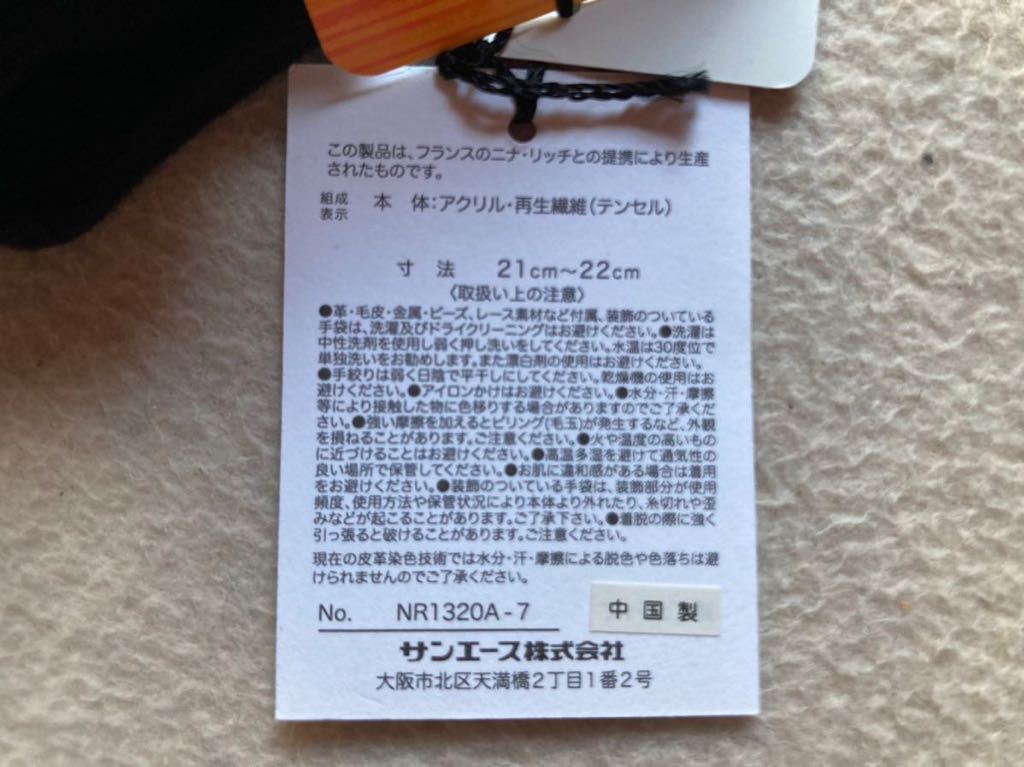 この製品は、フランスのニナ・リッチとの提携により生産
されたものです。
組成
表示 本 体：アクリル・再生繊維（テンセル）
寸 法 21cm〜22cm
〈取扱い上の注意〉
●革・毛皮・金属・ビーズ、レース素材など付属、装飾のついている
手袋は、洗濯及びドライクリーニングはお避けください。●洗濯は
中性洗剤を使用し弱く押し洗いをしてください。水温は30度位で
単独洗いをお勧めします。また漂白剤の使用はお避けください。
●手絞りは弱く日陰で平干しにしてください。乾燥機の使用はお
避けください。●アイロンかけはお避けください。●水分・汗・摩擦
等により接触した物に色移りする場合がありますのでご了承くだ
さい。●強い摩擦を加えるとピリング(毛玉)が発生するなど、外観
を損ねることがあります。ご注意ください。●火や温度の高いもの
に近づけることはお避けください。●高温多湿を避けて通気性の
良い場所で保管してください。●お肌に違和感がある場合は着用
をお避けください。●装飾のついている手袋は、装飾部分が使用
頻度、使用方法や保管状況により本体より外れたり、糸切れや歪
みなどが起こることがあります。ご了承下さい。●着脱の際に強く
引っ張ると破けることがあります。ご注意ください。
現在の皮革染色技術では水分・汗・摩擦による脱色や色落ちは避
けられませんのでご了承ください。
No. NR1320A-7 中国製
サンエース株式会社
大阪市北区天満橋2丁目1番2号